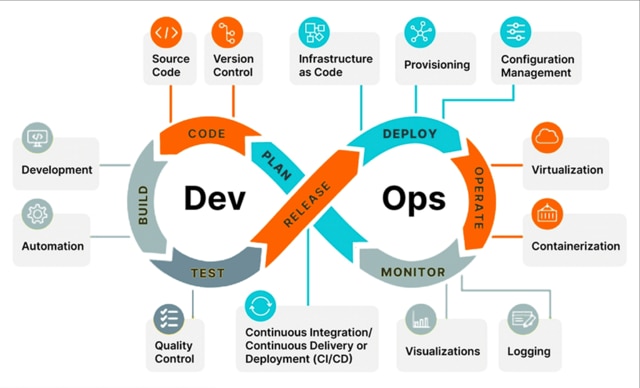 Source
Code
Version
Control
Infrastructure
as Code
Provisioning
Configuration
Management
CODE
DEPLOY
PLAN
Development
BUILD
Dev
RELEASE
Ops
OPERATE
Virtualization
Automation
Containerization
TEST
MONITOR
Quality
Control
Continuous Integration/
Continuous Delivery or
Deployment (CI/CD)
Visualizations
Logging